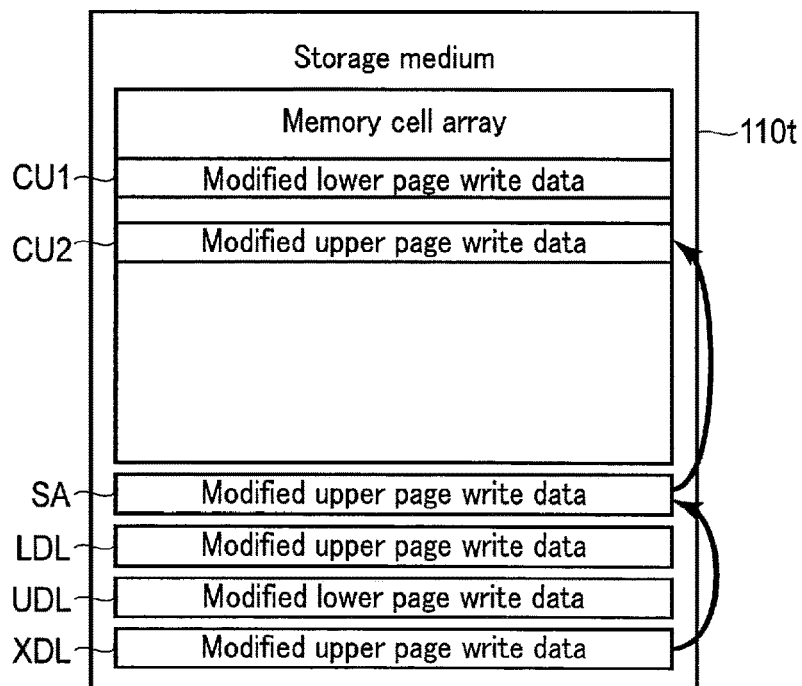 Storage medium
110t
Memory cell array
CU1 Modified lower page write data
CU2 Modified upper page write data
SA Modified upper page write data
LDL Modified upper page write data
UDL Modified lower page write data
XDL Modified upper page write data